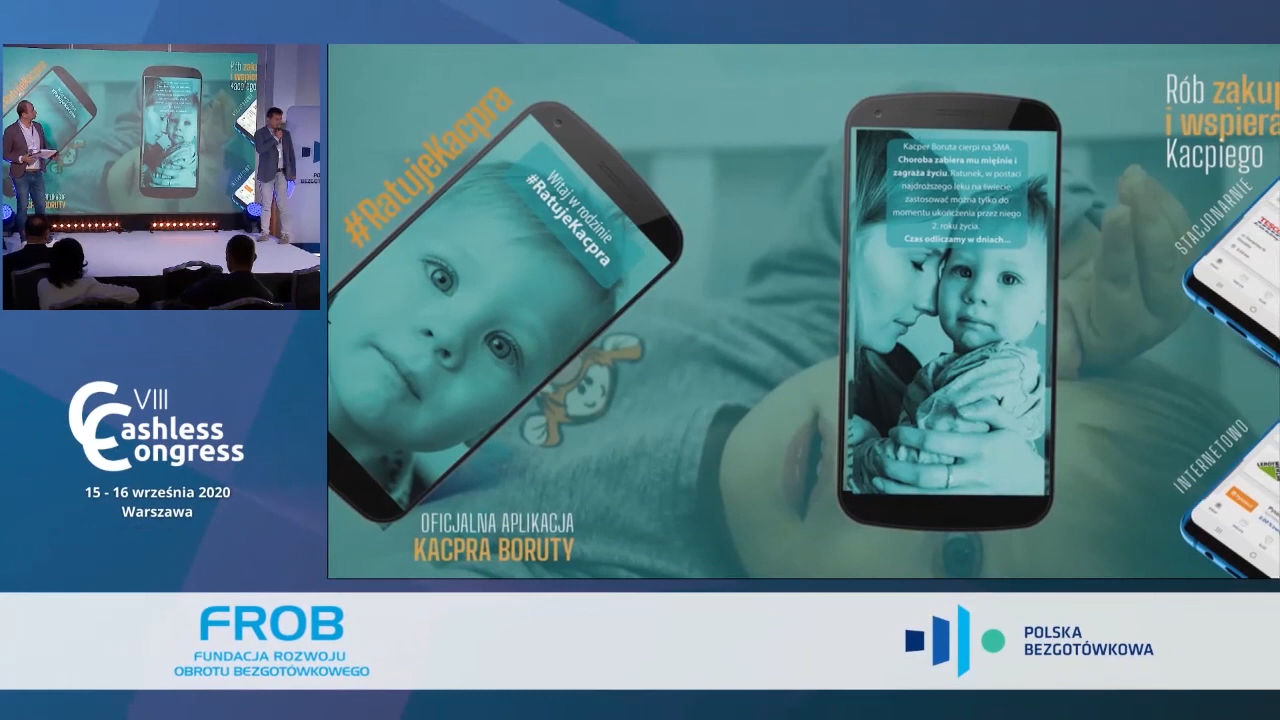 #RatujeKacpra
Witaj w rodzinie
#RatujeKacpra
OFICJALNA APLIKACJA
KACPRA BORUTY
Kacper Boruta cierpi na SMA.
Choroba zabiera mu mięśnie i
zagraża życiu. Ratunek, w postaci
najdroższego leku na świecie,
zastosować można tylko do
momentu ukończenia przez niego
2. roku życia.
Czas odliczamy w dniach...
Rób zakup
i wspiera
Kacpiego
STACJONARNIE
TESCO
INTERNETOWO
VIII
Cashless
Congress
15 - 16 września 2020
Warszawa
FROB
FUNDACJA ROZWOJU
OBROTU BEZGOTÓWKOWEGO
POLSKA
BEZGOTÓWKOWA